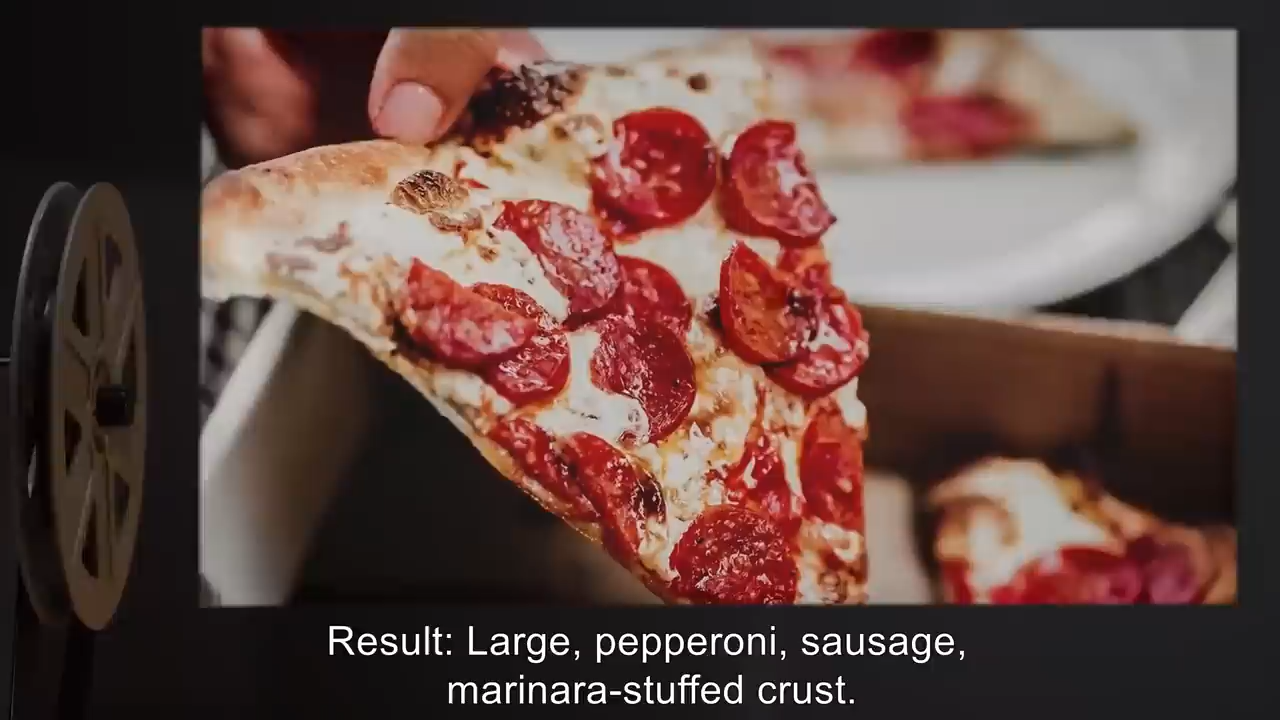 Result: Large, pepperoni, sausage,
marinara-stuffed crust.